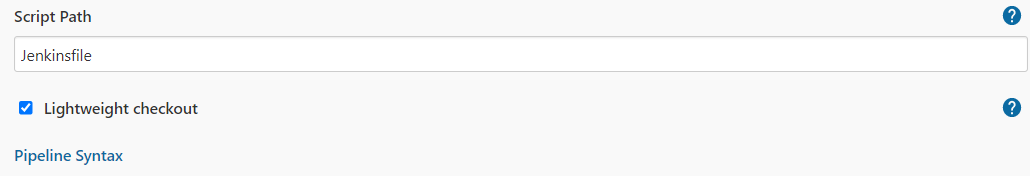 Script Path
?
Jenkinsfile
Lightweight checkout
?
Pipeline Syntax